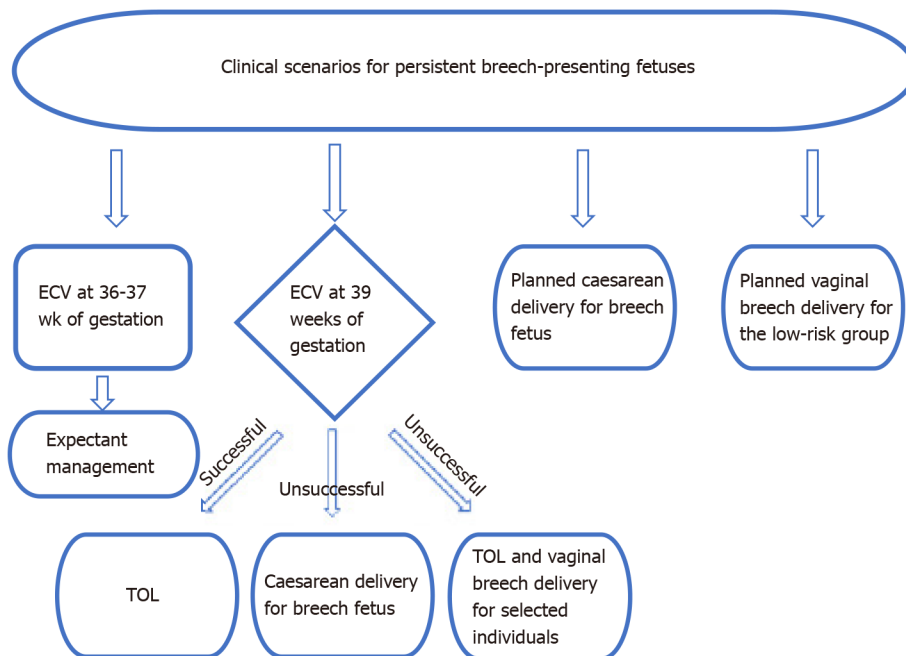 Clinical scenarios for persistent breech-presenting fetuses
ECV at 36-37
wk of gestation
ECV at 39
weeks of
gestation
Planned caesarean
delivery for breech
fetus
Planned vaginal
breech delivery for
the low-risk group
Expectant
management
Successful
Unsuccessful
Unsuccessful
TOL
Caesarean delivery
for breech fetus
TOL and vaginal
breech delivery
for selected
individuals